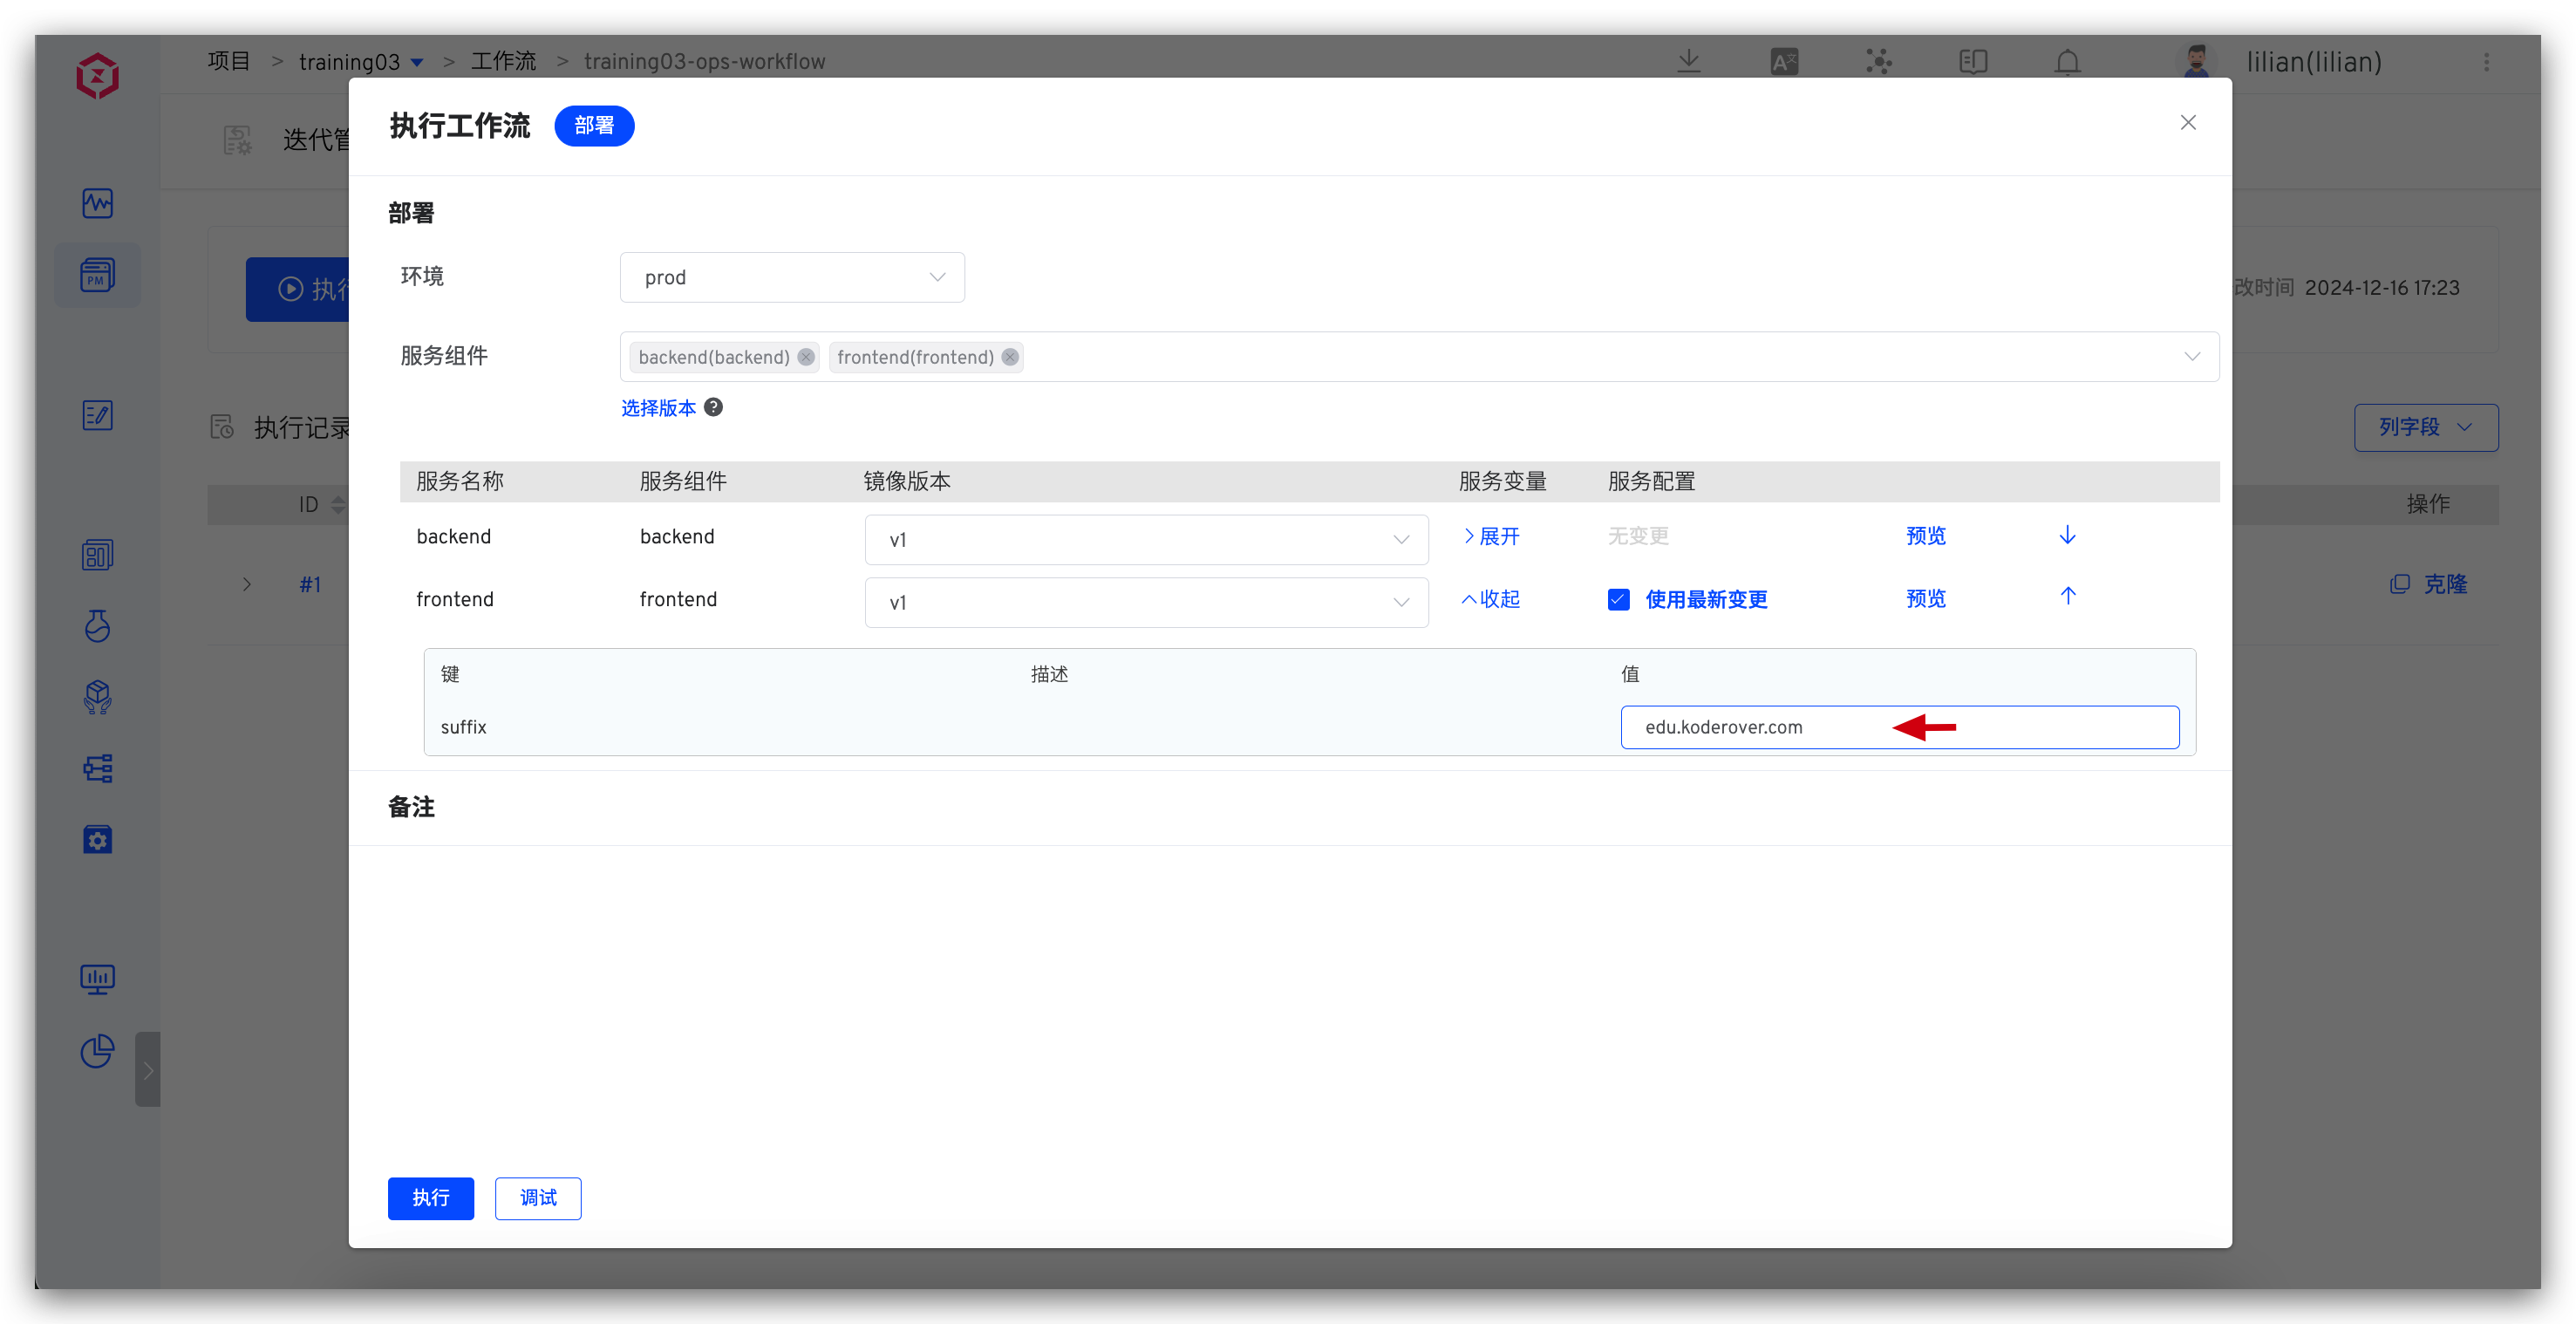 项目 > training03 > 工作流 > training03-ops-workflow
lilian(lilian)
迭代管
执行工作流 部署
部署
环境 prod
执行
改时间 2024-12-16 17:23
服务组件 backend(backend) frontend(frontend)
选择版本
执行记录
列字段
服务名称 服务组件 镜像版本 服务变量 服务配置
ID
操作
backend backend v1 展开 无变更 预览
#1
克隆
frontend frontend v1 收起 使用最新变更 预览
键 描述 值
suffix edu.koderover.com
备注
执行 调试
PM